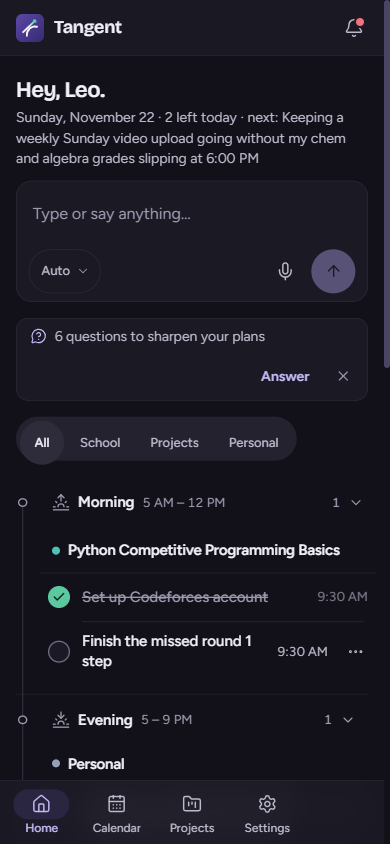 Tangent
Hey, Leo.
Sunday, November 22 · 2 left today · next: Keeping a
weekly Sunday video upload going without my chem
and algebra grades slipping at 6:00 PM
Type or say anything...
Auto
6 questions to sharpen your plans
Answer
All School Projects Personal
Morning 5 AM – 12 PM 1
Python Competitive Programming Basics
Set up Codeforces account 9:30 AM
Finish the missed round 1
step 9:30 AM
Evening 5 – 9 PM 1
Personal
Home Calendar Projects Settings